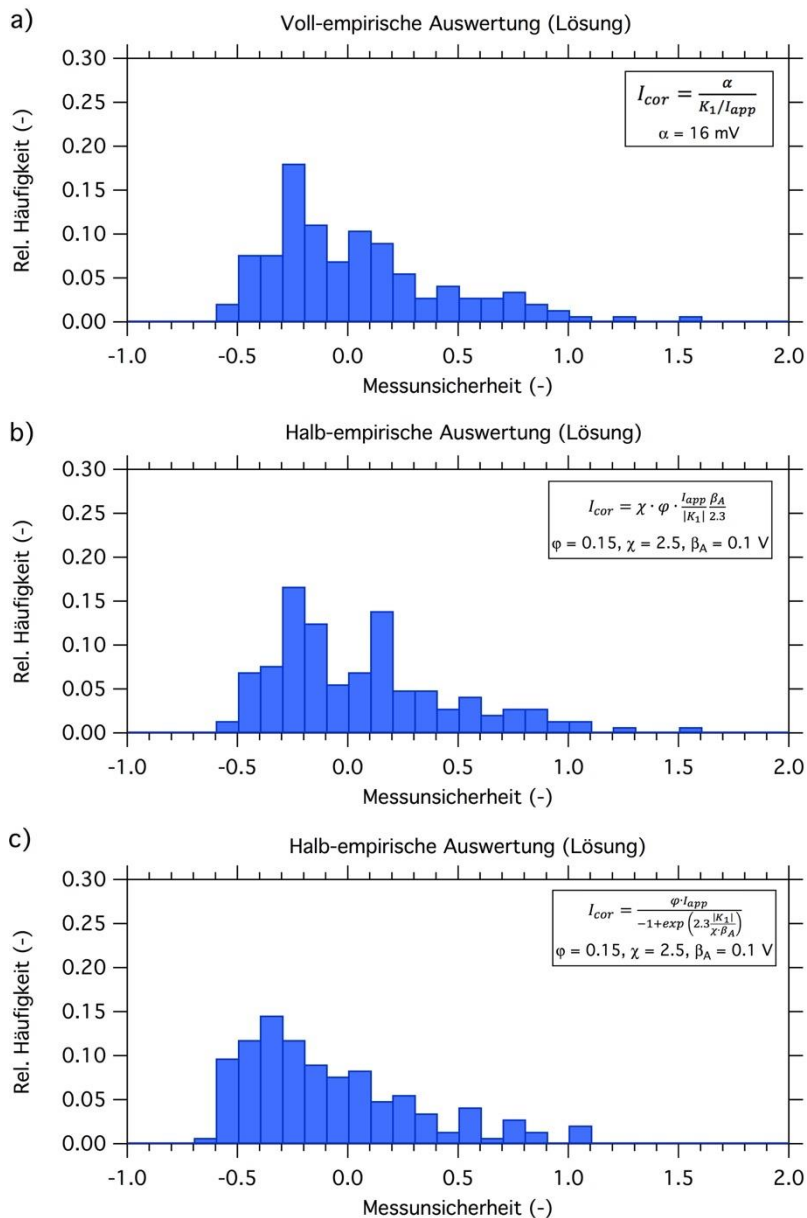 a)
Voll-empirische Auswertung (Lösung)
0.30
0.25
0.20
0.15
0.10
0.05
0.00
Rel. Häufigkeit (-)
I_cor = α / (K_1/I_app)
α = 16 mV
-1.0 -0.5 0.0 0.5 1.0 1.5 2.0
Messunsicherheit (-)
b)
Halb-empirische Auswertung (Lösung)
0.30
0.25
0.20
0.15
0.10
0.05
0.00
Rel. Häufigkeit (-)
I_cor = χ · φ · I_app/|K_1| β_A/2.3
φ = 0.15, χ = 2.5, β_A = 0.1 V
-1.0 -0.5 0.0 0.5 1.0 1.5 2.0
Messunsicherheit (-)
c)
Halb-empirische Auswertung (Lösung)
0.30
0.25
0.20
0.15
0.10
0.05
0.00
Rel. Häufigkeit (-)
I_cor = φ·I_app / (-1+exp(2.3 |K_1|/(χ·β_A)))
φ = 0.15, χ = 2.5, β_A = 0.1 V
-1.0 -0.5 0.0 0.5 1.0 1.5 2.0
Messunsicherheit (-)